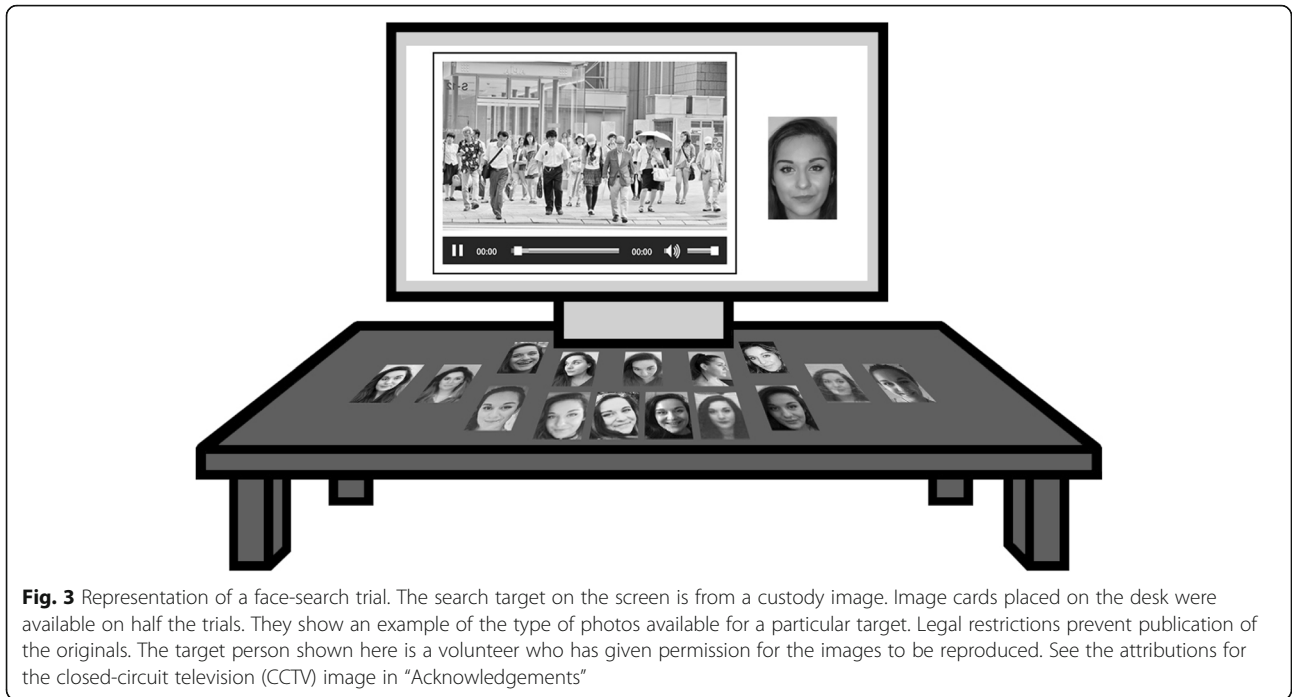 S-12
00:00
00:00
Fig. 3 Representation of a face-search trial. The search target on the screen is from a custody image. Image cards placed on the desk were
available on half the trials. They show an example of the type of photos available for a particular target. Legal restrictions prevent publication of
the originals. The target person shown here is a volunteer who has given permission for the images to be reproduced. See the attributions for
the closed-circuit television (CCTV) image in “Acknowledgements”